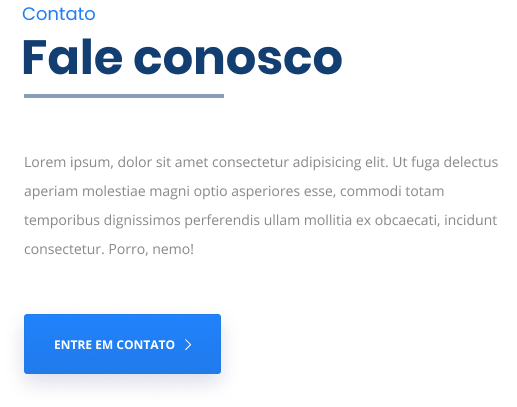 Contato
Fale conosco
Lorem ipsum, dolor sit amet consectetur adipisicing elit. Ut fuga delectus
aperiam molestiae magni optio asperiores esse, commodi totam
temporibus dignissimos perferendis ullam mollitia ex obcaecati, incidunt
consectetur. Porro, nemo!
ENTRE EM CONTATO